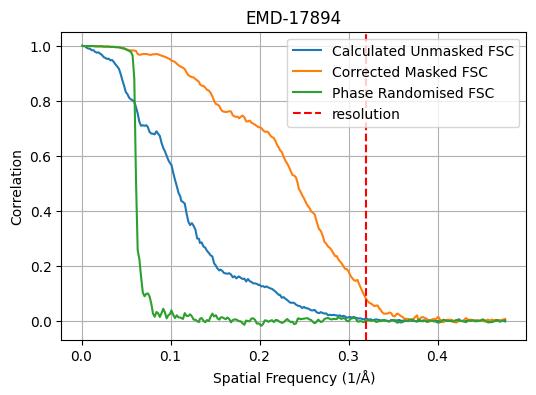 EMD-17894
1.0
0.8
0.6
0.4
0.2
0.0
Correlation
Calculated Unmasked FSC
Corrected Masked FSC
Phase Randomised FSC
resolution
0.0 0.1 0.2 0.3 0.4
Spatial Frequency (1/Å)